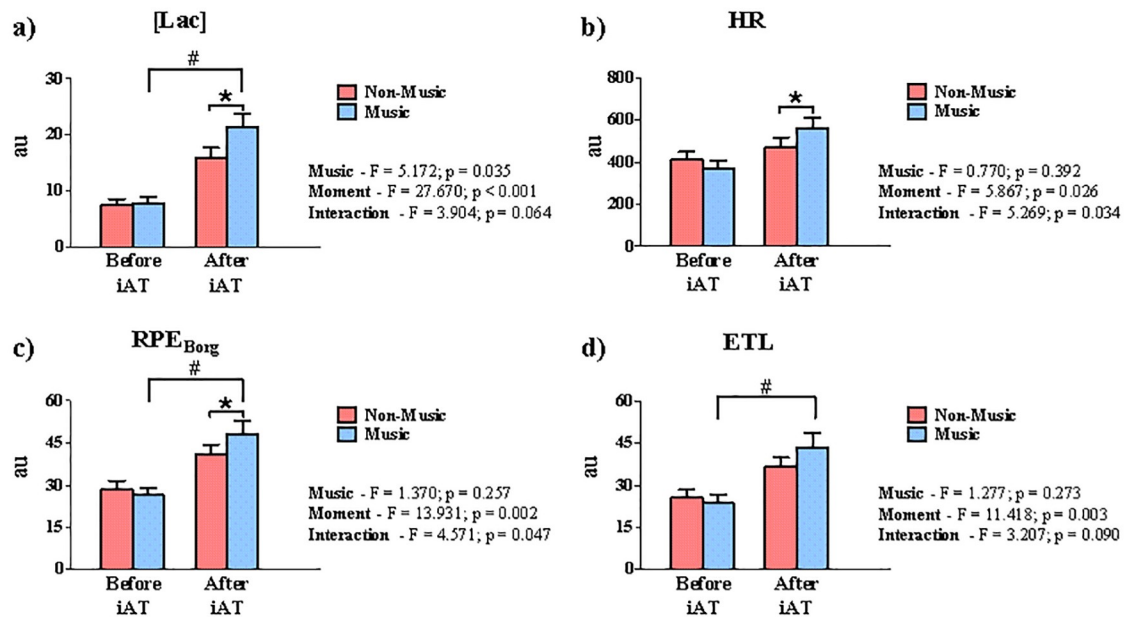 a)
[Lac]
#
*
30
20
10
0
au
Before
iAT
After
iAT
Non-Music
Music
Music - F = 5.172; p = 0.035
Moment - F = 27.670; p < 0.001
Interaction - F = 3.904; p = 0.064
b)
HR
*
800
600
400
200
0
au
Before
iAT
After
iAT
Non-Music
Music
Music - F = 0.770; p = 0.392
Moment - F = 5.867; p = 0.026
Interaction - F = 5.269; p = 0.034
c)
RPE Borg
#
*
60
45
30
15
0
au
Before
iAT
After
iAT
Non-Music
Music
Music - F = 1.370; p = 0.257
Moment - F = 13.931; p = 0.002
Interaction - F = 4.571; p = 0.047
d)
ETL
#
60
45
30
15
0
au
Before
iAT
After
iAT
Non-Music
Music
Music - F = 1.277; p = 0.273
Moment - F = 11.418; p = 0.003
Interaction - F = 3.207; p = 0.090